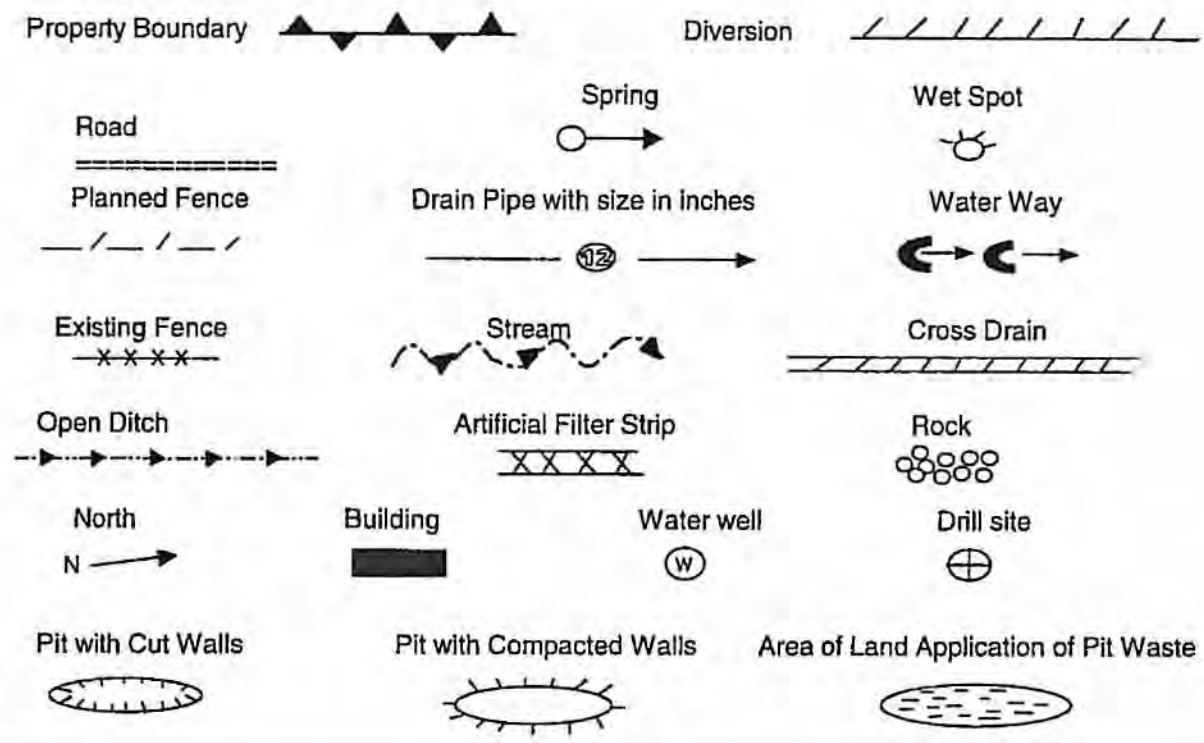 Property Boundary
Diversion
Spring
Wet Spot
Road
Planned Fence
Drain Pipe with size in inches
Water Way
12
Existing Fence
Stream
Cross Drain
Open Ditch
Artificial Filter Strip
Rock
North
Building
Water well
Drill site
N
W
Pit with Cut Walls
Pit with Compacted Walls
Area of Land Application of Pit Waste